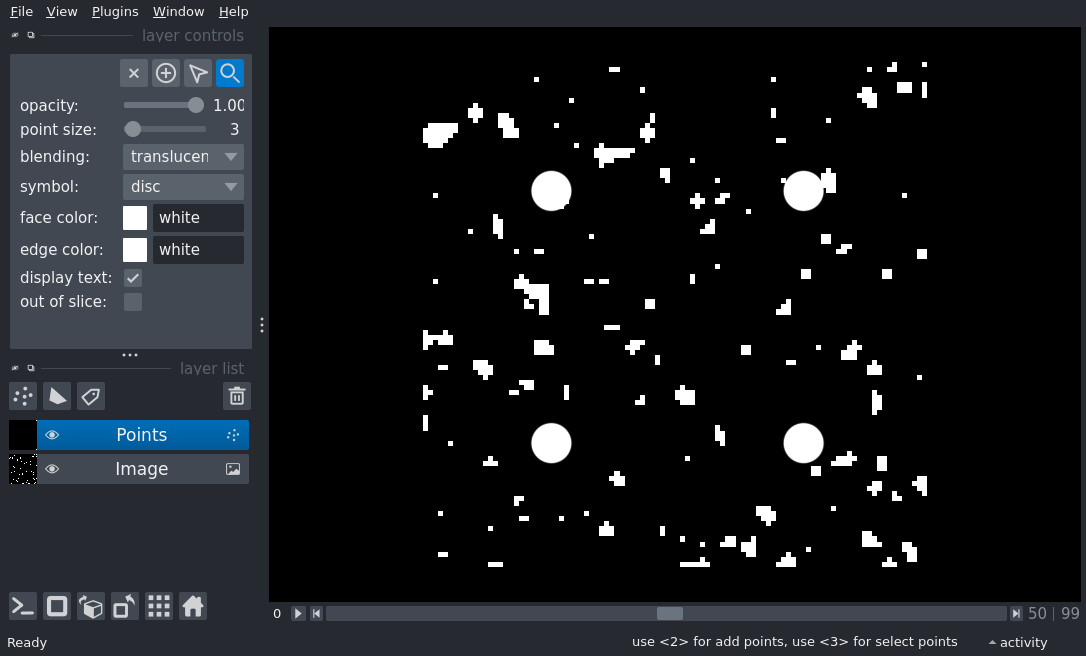 File View Plugins Window Help
layer controls
opacity: 1.00
point size: 3
blending: translucen
symbol: disc
face color: white
edge color: white
display text:
out of slice:
layer list
Points
Image
0 50 | 99
Ready use <2> for add points, use <3> for select points activity